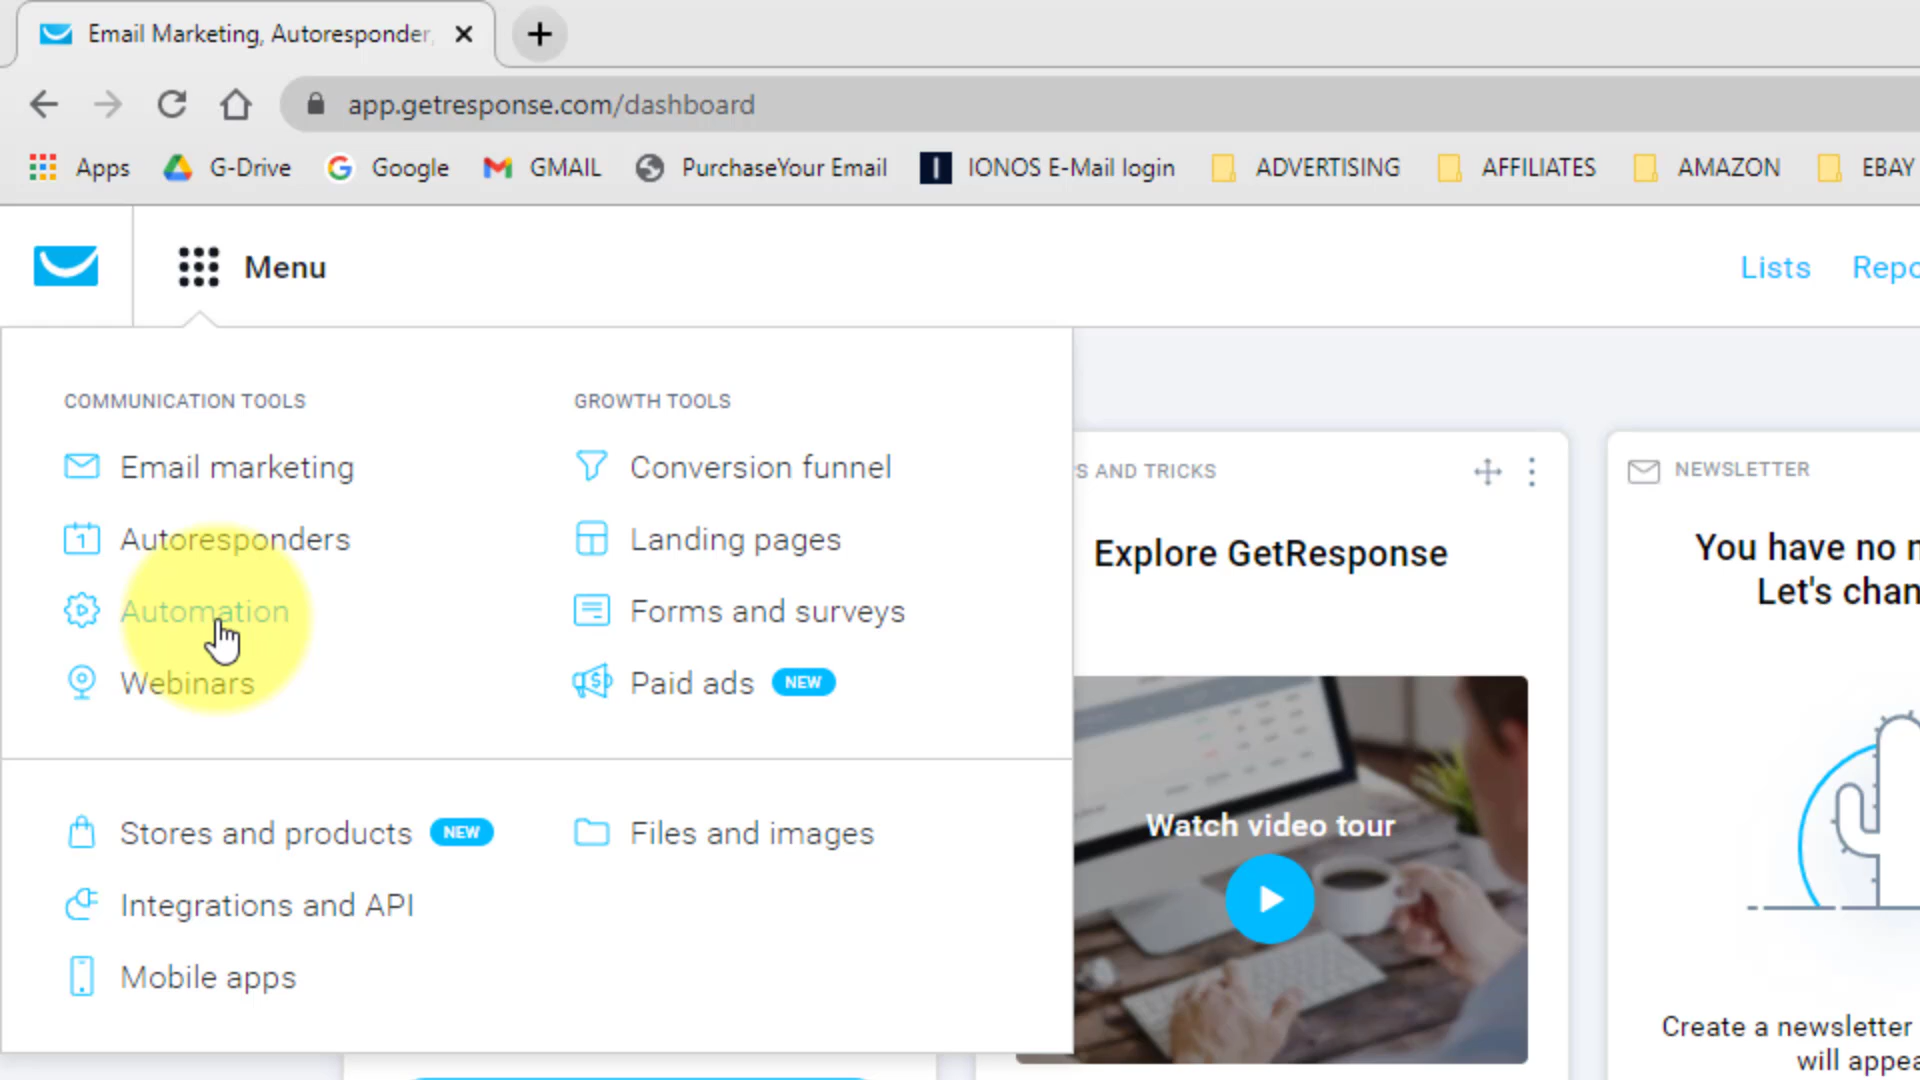 Email Marketing, Autoresponder,
app.getresponse.com/dashboard
Apps G-Drive Google GMAIL PurchaseYour Email IONOS E-Mail login ADVERTISING AFFILIATES AMAZON EBAY
Menu
Lists Repo
COMMUNICATION TOOLS
Email marketing
1
Autoresponders
Automation
Webinars
GROWTH TOOLS
Conversion funnel
Landing pages
Forms and surveys
Paid ads NEW
Stores and products NEW
Integrations and API
Mobile apps
Files and images
S AND TRICKS
Explore GetResponse
Watch video tour
NEWSLETTER
You have no n
Let's chan
Create a newsletter
will appea